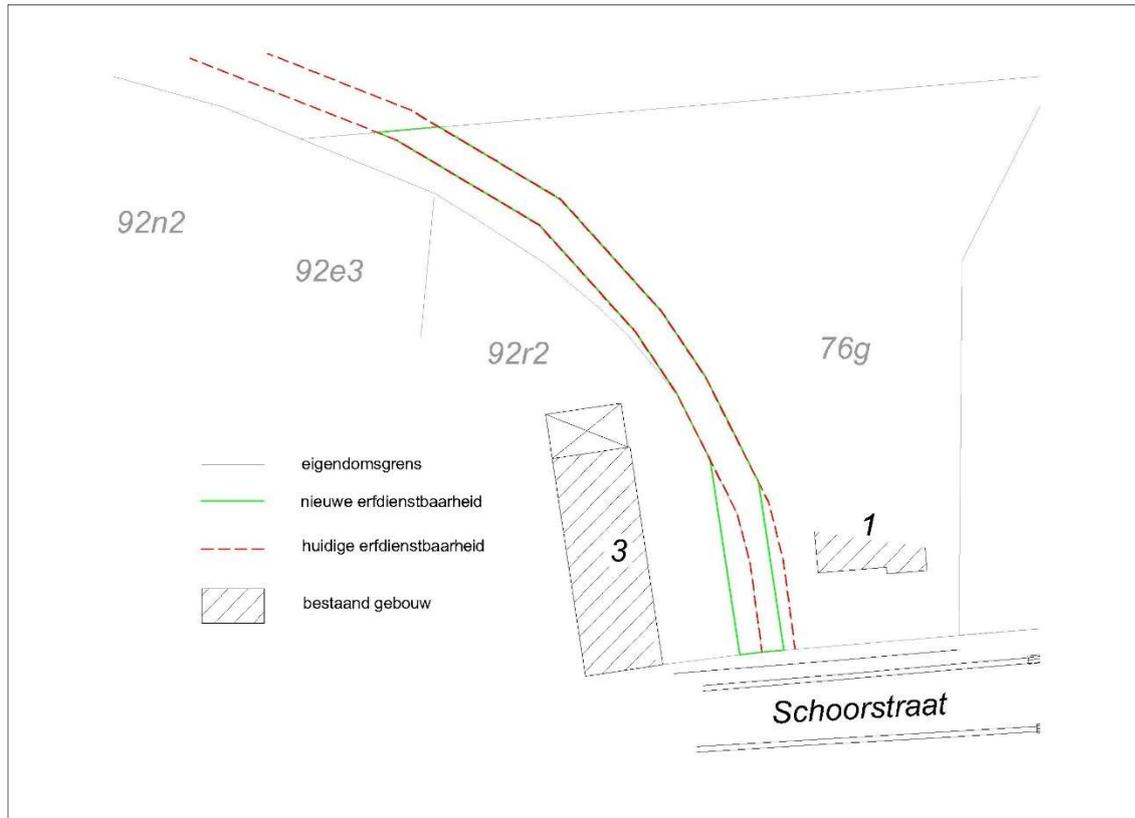 92n2
92e3
92r2
76g
eigendomsgrens
nieuwe erfdienstbaarheid
huidige erfdienstbaarheid
bestaand gebouw
3
1
Schoorstraat